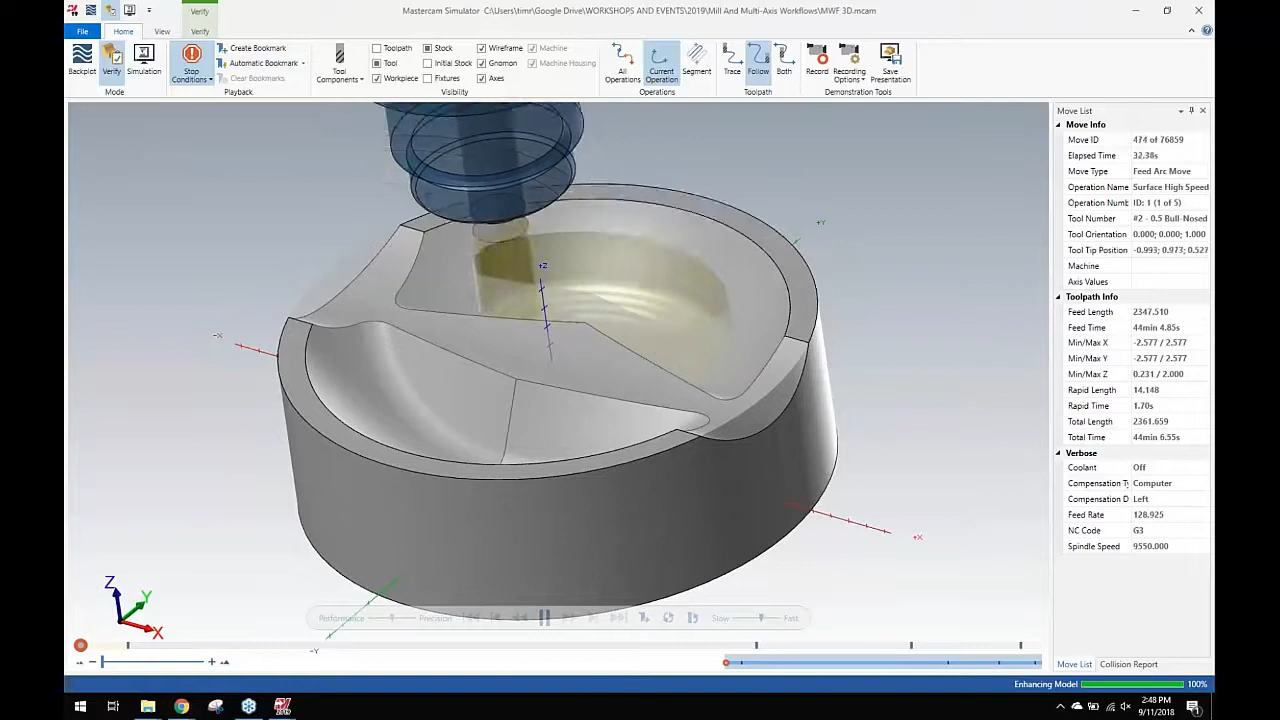 Verify
Mastercam Simulator  C:\Users\timr\Google Drive\WORKSHOPS AND EVENTS\2019\Mill And Multi-Axis Workflows\MWF 3D.mcam
File
Home
View
Verify
Backplot
Verify
Simulation
Mode
Stop Conditions
Create Bookmark
Automatic Bookmark
Clear Bookmarks
Playback
Tool Components
Toolpath
Tool
Workpiece
Stock
Initial Stock
Fixtures
Wireframe
Gnomon
Axes
Machine
Machine Housing
Visibility
All Operations
Current Operation
Segment
Operations
Trace
Follow
Both
Toolpath
Record
Recording Options
Save Presentation
Demonstration Tools
Move List
Move Info
Move ID 474 of 76859
Elapsed Time 32.38s
Move Type Feed Arc Move
Operation Name Surface High Speed
Operation Numb ID: 1 (1 of 5)
Tool Number #2 - 0.5 Bull-Nosed
Tool Orientation 0.000; 0.000; 1.000
Tool Tip Position -0.993; 0.973; 0.527
Machine
Axis Values
Toolpath Info
Feed Length 2347.510
Feed Time 44min 4.85s
Min/Max X -2.577 / 2.577
Min/Max Y -2.577 / 2.577
Min/Max Z 0.231 / 2.000
Rapid Length 14.148
Rapid Time 1.70s
Total Length 2361.659
Total Time 44min 6.55s
Verbose
Coolant Off
Compensation Ty Computer
Compensation D Left
Feed Rate 128.925
NC Code G3
Spindle Speed 9550.000
+Y
+Z
-X
+X
-Y
Z
Y
X
Performance
Precision
Slow
Fast
Move List
Collision Report
Enhancing Model 100%
2:48 PM
9/11/2018